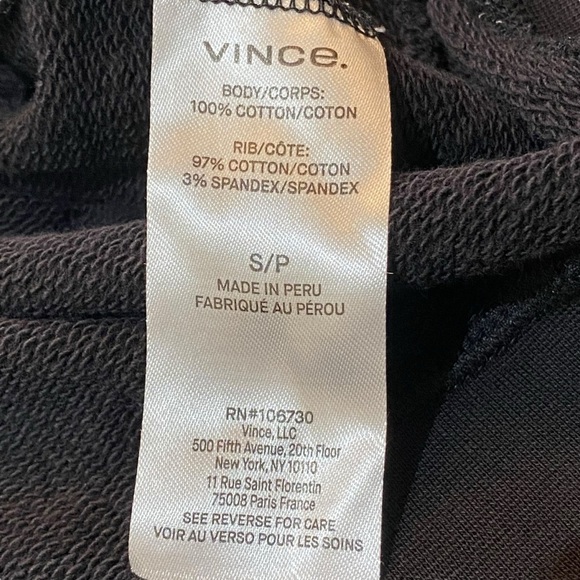 VINCE.
BODY/CORPS:
100% COTTON/COTON
RIB/CÔTE:
97% COTTON/COTON
3% SPANDEX/SPANDEX
S/P
MADE IN PERU
FABRIQUÉ AU PÉROU
RN#106730
Vince, LLC
500 Fifth Avenue, 20th Floor
New York, NY 10110
11 Rue Saint Florentin
75008 Paris France
SEE REVERSE FOR CARE
VOIR AU VERSO POUR LES SOINS